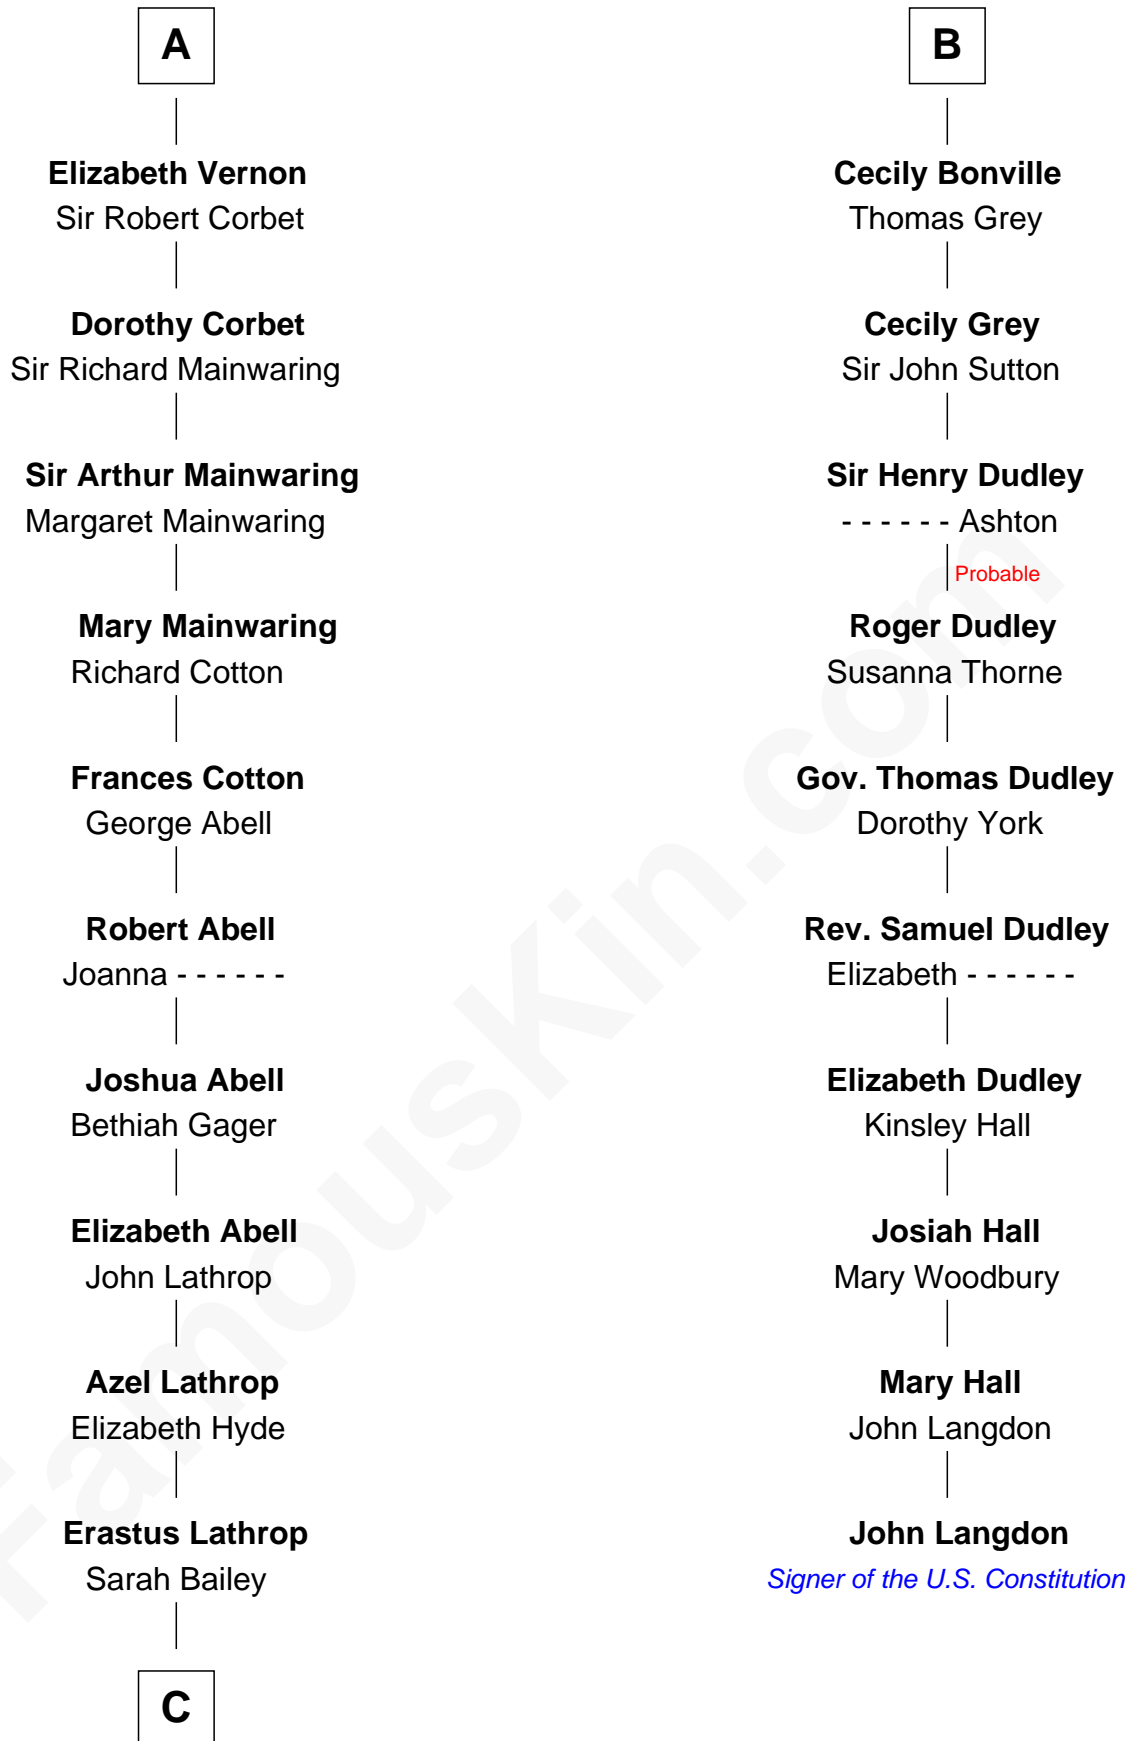 A
Elizabeth Vernon
Sir Robert Corbet
Dorothy Corbet
Sir Richard Mainwaring
Sir Arthur Mainwaring
Margaret Mainwaring
Mary Mainwaring
Richard Cotton
Frances Cotton
George Abell
Robert Abell
Joanna - - - - - -
Joshua Abell
Bethiah Gager
Elizabeth Abell
John Lathrop
Azel Lathrop
Elizabeth Hyde
Erastus Lathrop
Sarah Bailey
C
B
Cecily Bonville
Thomas Grey
Cecily Grey
Sir John Sutton
Sir Henry Dudley
- - - - - - Ashton
Probable
Roger Dudley
Susanna Thorne
Gov. Thomas Dudley
Dorothy York
Rev. Samuel Dudley
Elizabeth - - - - - -
Elizabeth Dudley
Kinsley Hall
Josiah Hall
Mary Woodbury
Mary Hall
John Langdon
John Langdon
Signer of the U.S. Constitution
FamousKin.com